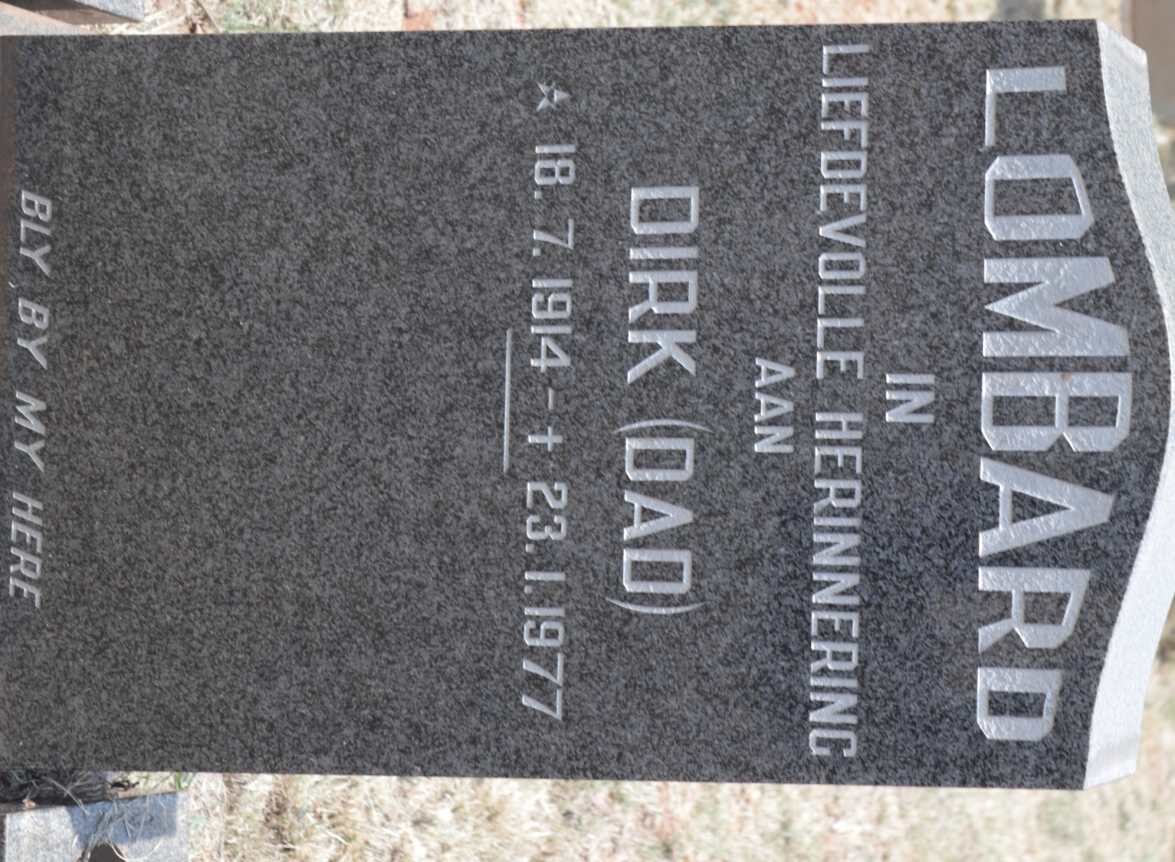 LOMBARD
IN
LIEFDEVOLLE HERINNERING
AAN
DIRK (DAD)
☆ 18. 7. 1914 - + 23. 1. 1977
BLY BY MY HERE